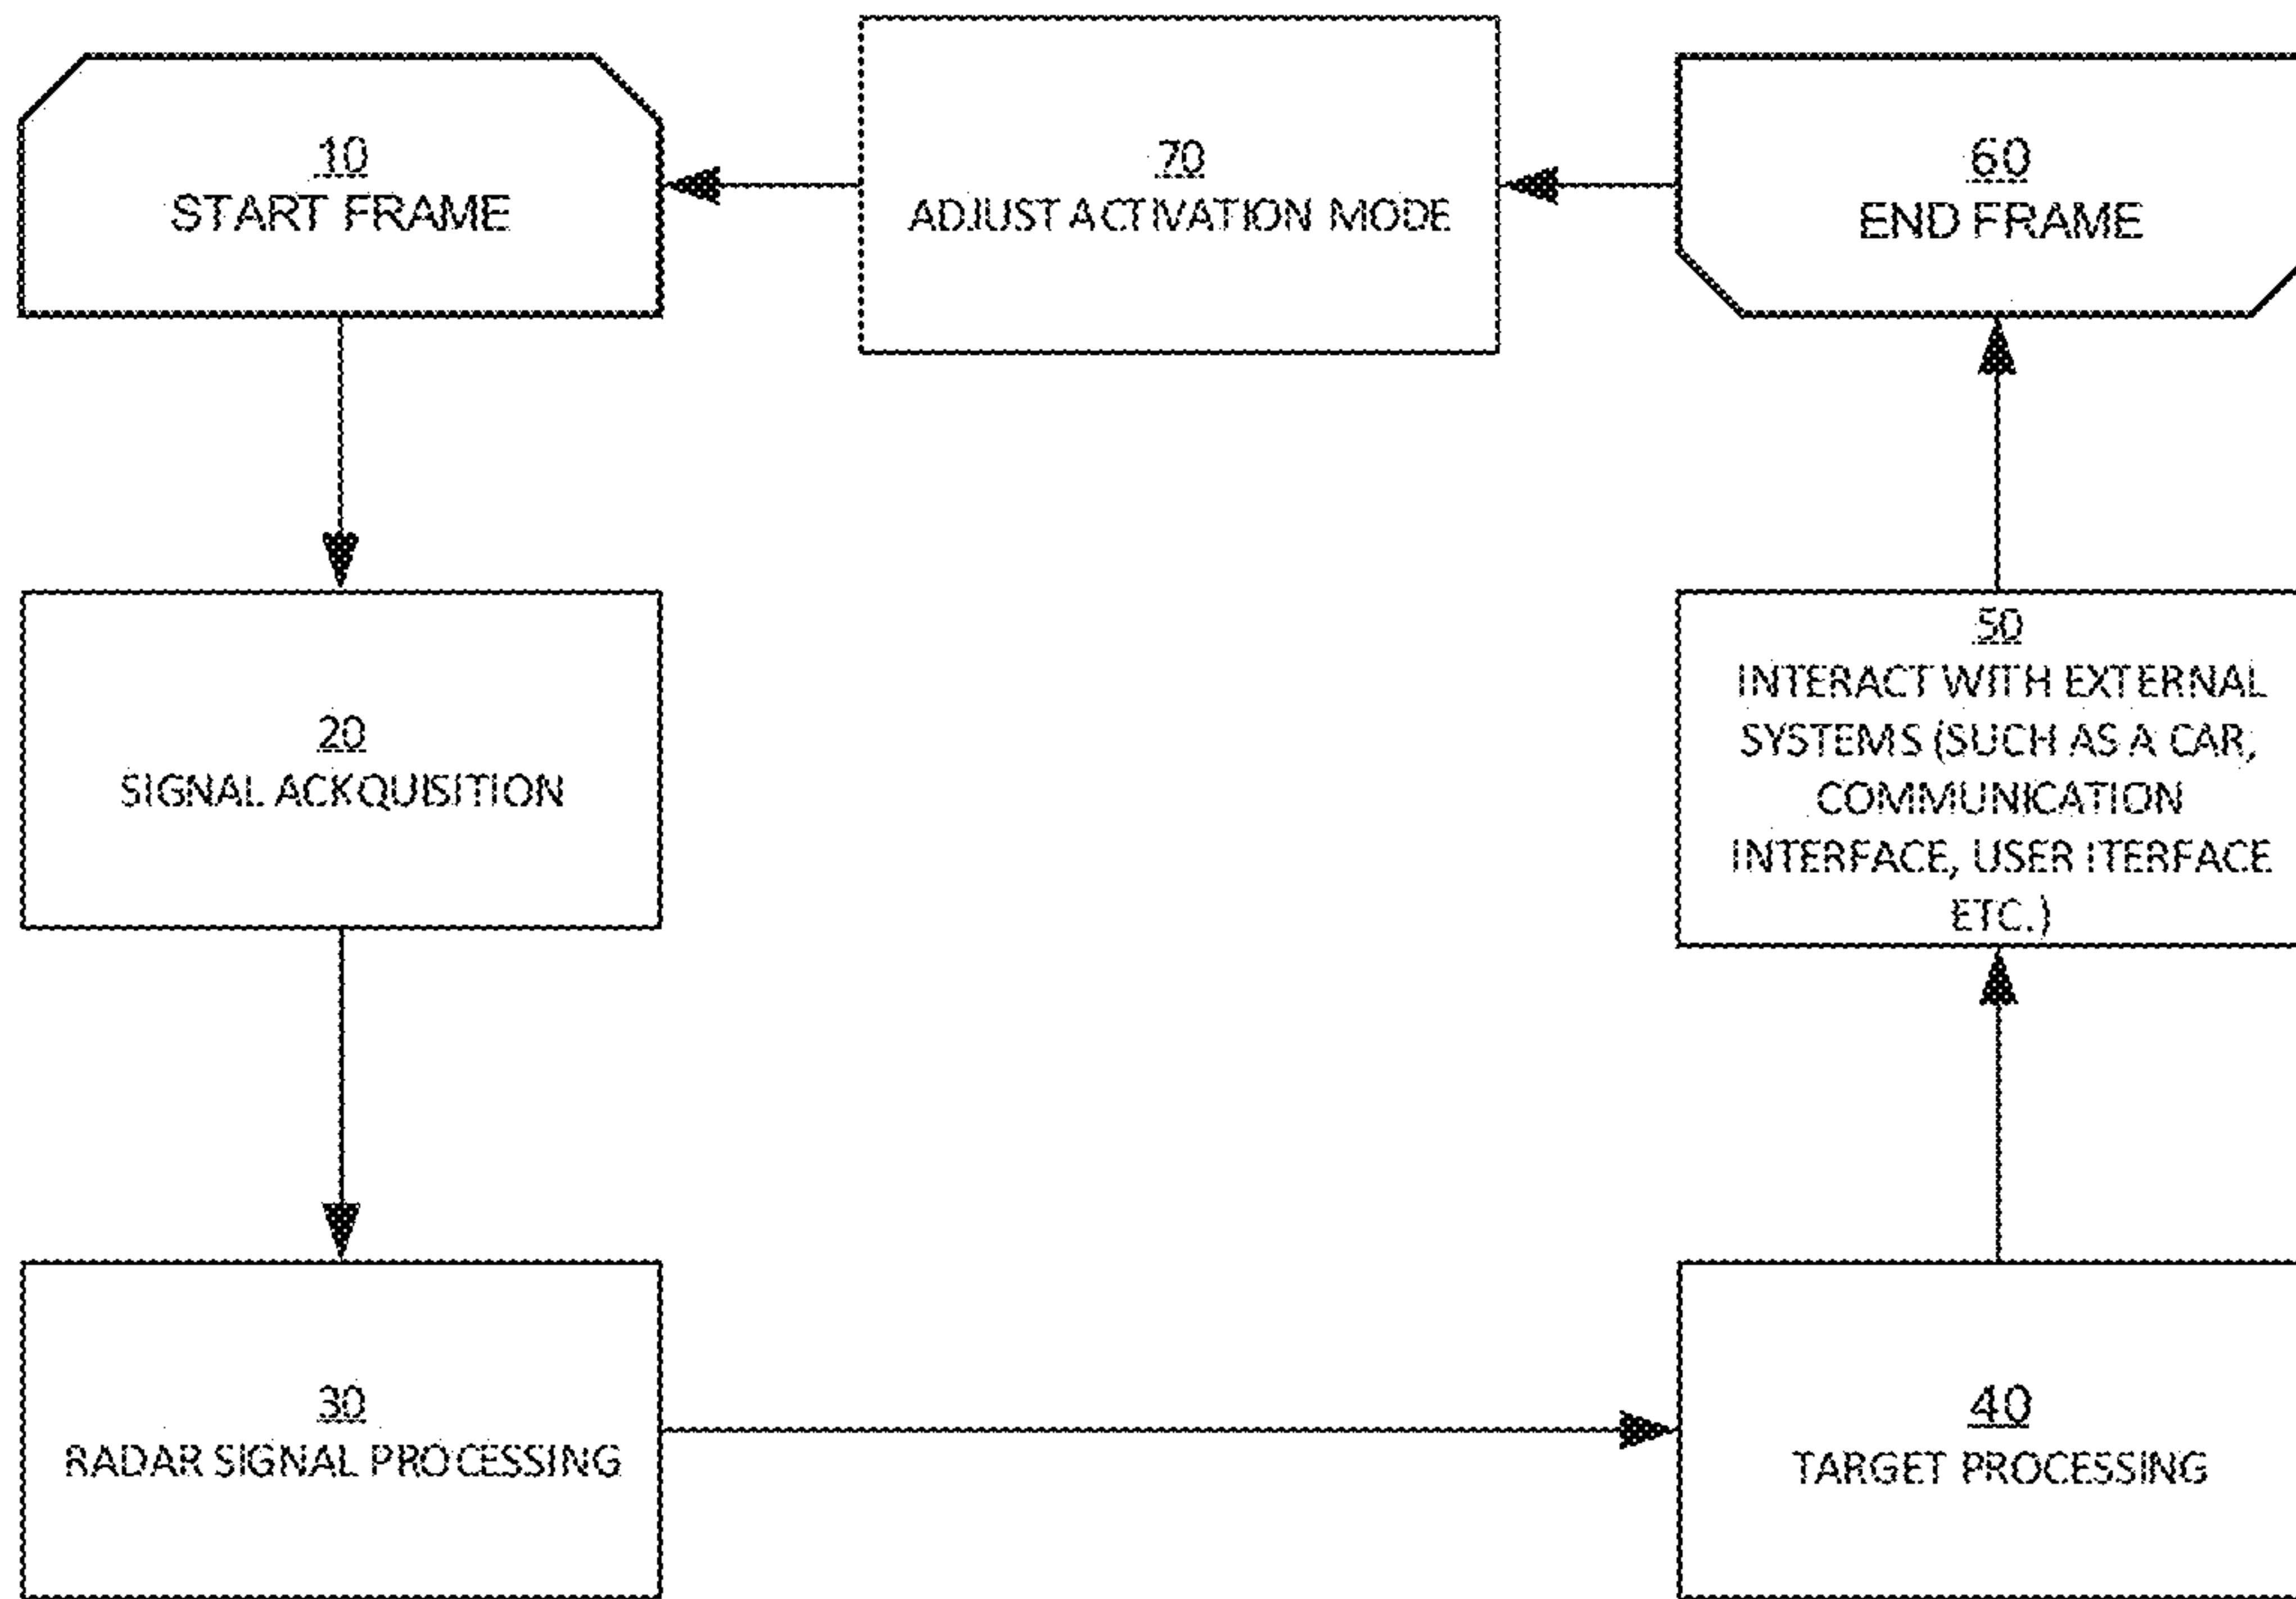 10
START FRAME
70
ADJUST ACTIVATION MODE
60
END FRAME
20
SIGNAL ACKQUISITION
50
INTERACT WITH EXTERNAL
SYSTEMS (SUCH AS A CAR,
COMMUNICATION
INTERFACE, USER ITERFACE
ETC.)
30
RADAR SIGNAL PROCESSING
40
TARGET PROCESSING